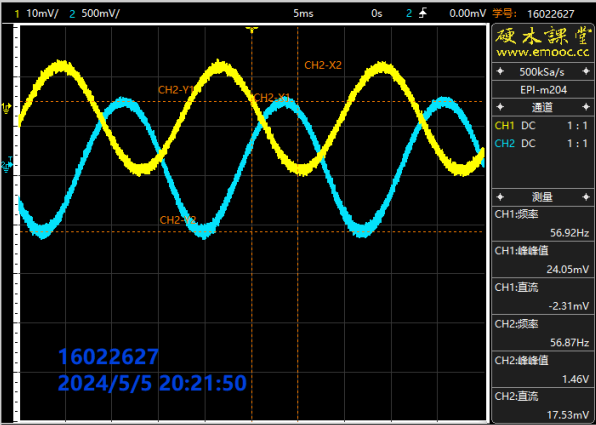 1 10mV/ 2 500mV/ 5ms 0s 2 0.00mV 学号: 16022627
硬木課堂
www.emooc.cc
500kSa/s
EPI-m204
通道
CH1 DC 1 : 1
CH2 DC 1 : 1
测量
CH1:频率
56.92Hz
CH1:峰峰值
24.05mV
CH1:直流
-2.31mV
CH2:频率
56.87Hz
CH2:峰峰值
1.46V
CH2:直流
17.53mV
CH2-X2
CH2-Y1
CH2-X1
CH2-Y2
16022627
2024/5/5 20:21:50